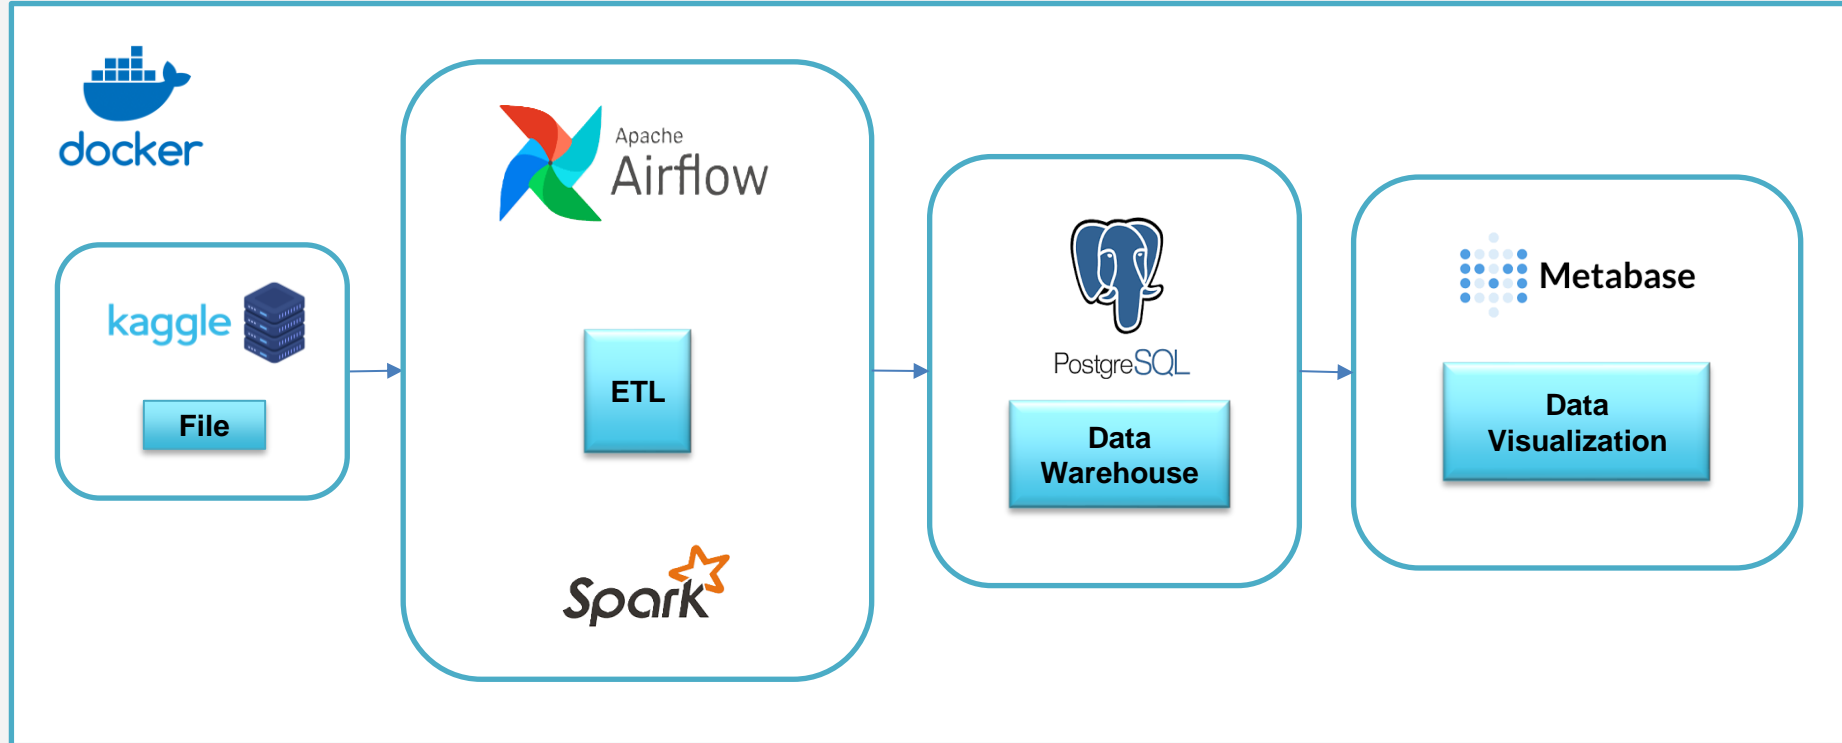 docker
kaggle
File
Apache
Airflow
ETL
Spark
PostgreSQL
Data
Warehouse
Metabase
Data
Visualization